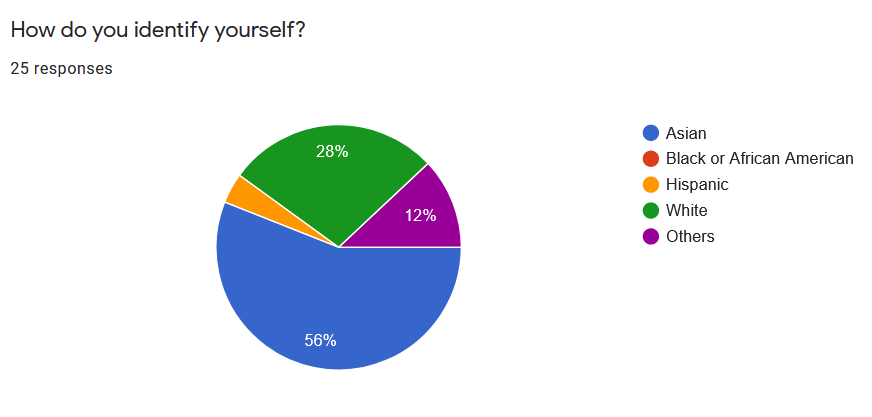 How do you identify yourself?
25 responses
28%
12%
56%
Asian
Black or African American
Hispanic
White
Others